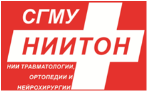 СГМУ
НИИТОН
НИИ ТРАВМАТОЛОГИИ,
ОРТОПЕДИИ И
НЕЙРОХИРУРГИИ